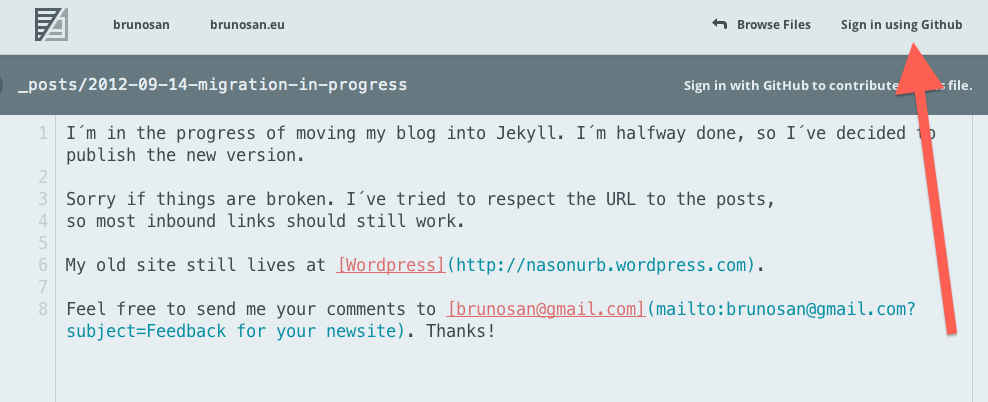 brunosan brunosan.eu Browse Files Sign in using Github
_posts/2012-09-14-migration-in-progress Sign in with GitHub to contribute file.
1 I´m in the progress of moving my blog into Jekyll. I´m halfway done, so I´ve decided to
publish the new version.
2
3 Sorry if things are broken. I´ve tried to respect the URL to the posts,
4 so most inbound links should still work.
5
6 My old site still lives at [Wordpress](http://nasonurb.wordpress.com).
7
8 Feel free to send me your comments to [brunosan@gmail.com](mailto:brunosan@gmail.com?
subject=Feedback for your newsite). Thanks!